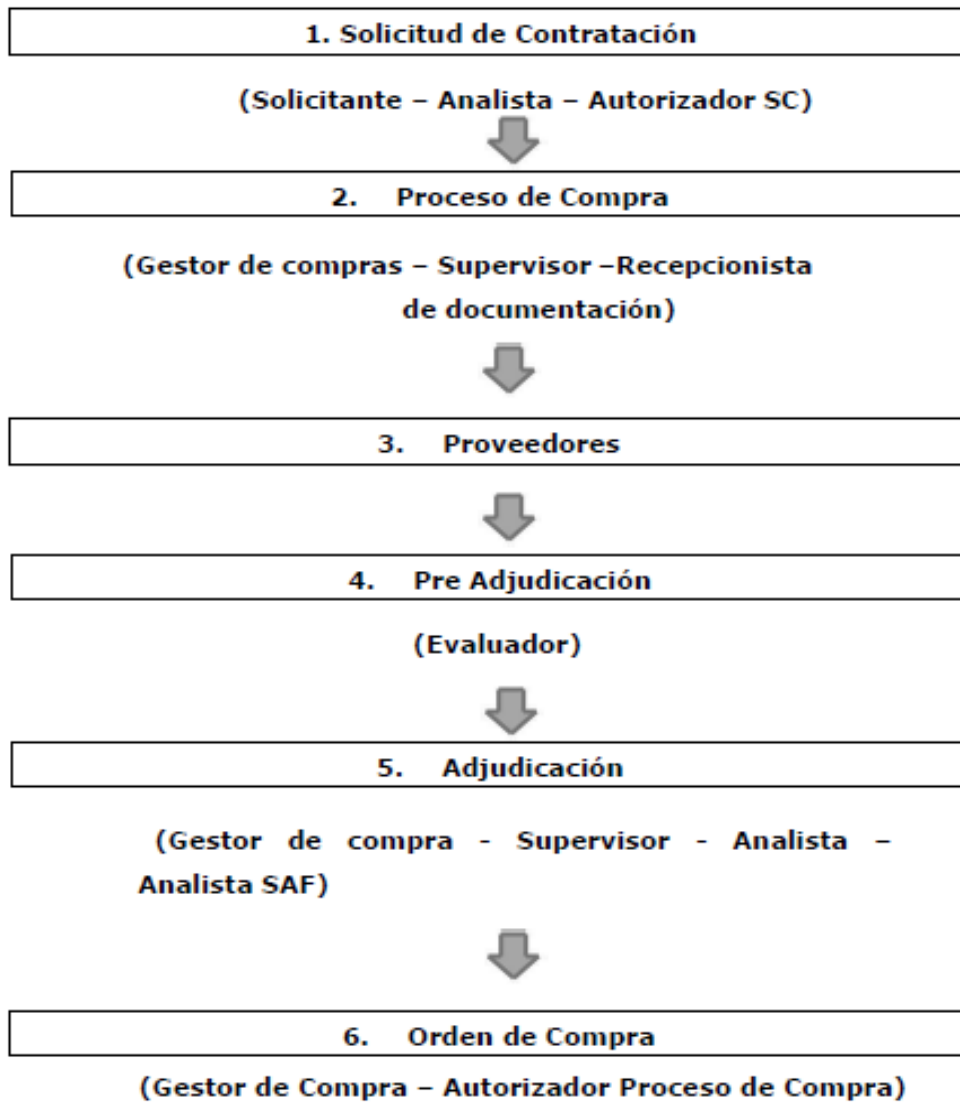 1. Solicitud de Contratación
(Solicitante – Analista – Autorizador SC)
2. Proceso de Compra
(Gestor de compras – Supervisor –Recepcionista
de documentación)
3. Proveedores
4. Pre Adjudicación
(Evaluador)
5. Adjudicación
(Gestor de compra - Supervisor - Analista –
Analista SAF)
6. Orden de Compra
(Gestor de Compra – Autorizador Proceso de Compra)